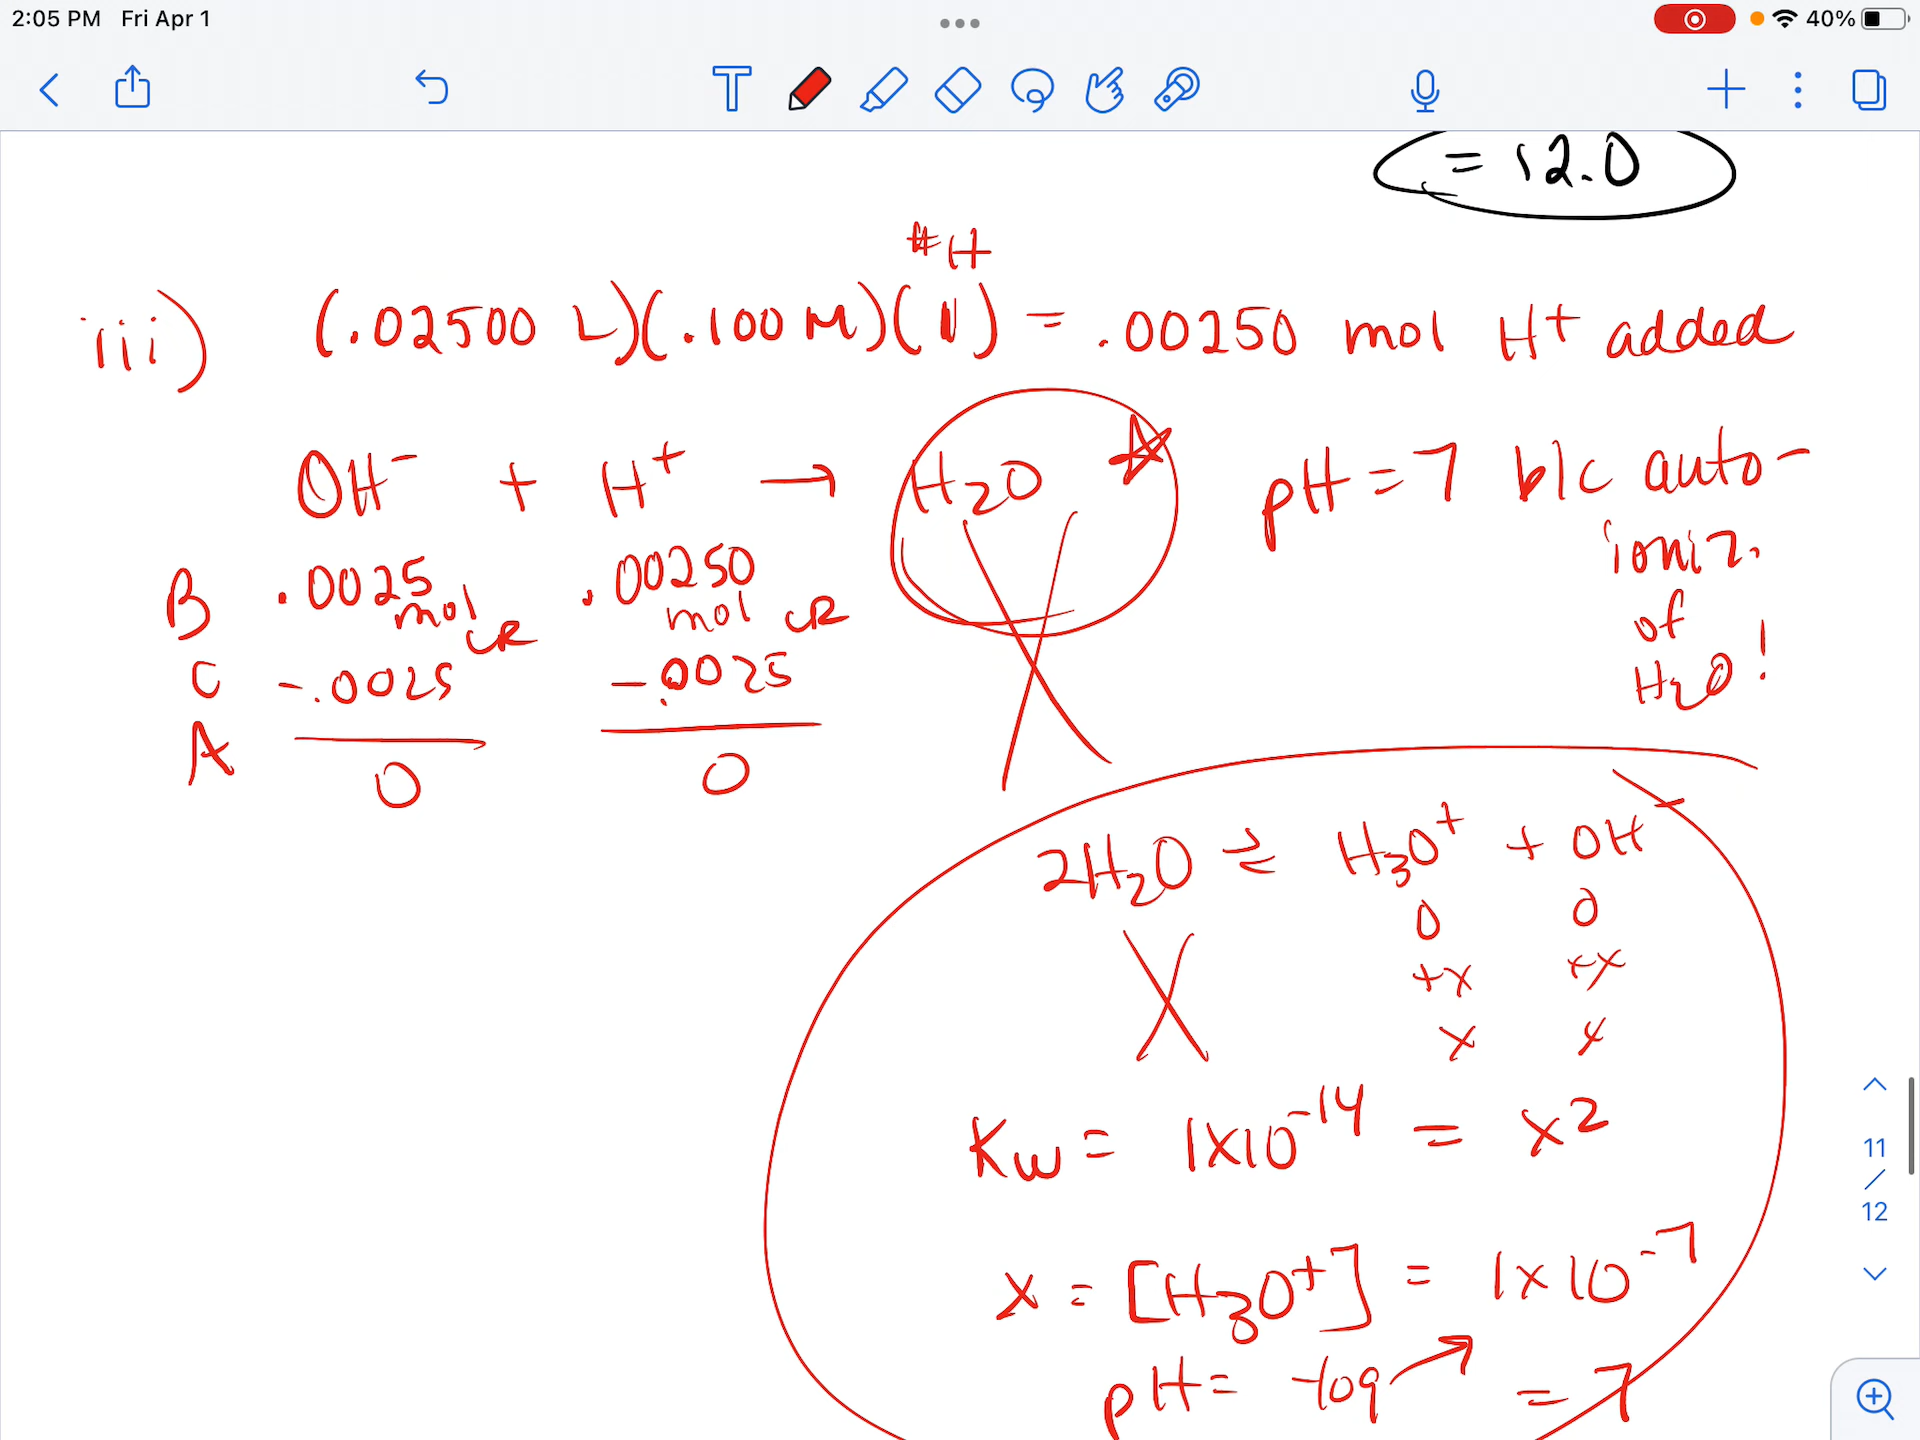 2:05 PM Fri Apr 1
40%
T
= 12.0
#H
iii) (.02500 L)(.100 M)(1) = .00250 mol H+ added
OH⁻ + H⁺ → H₂O ☆ pH = 7 b/c auto-
ioniz.
of
H₂O!
B .0025 mol LR .00250 mol LR
C -.0025 -.0025
A 0 0
2H₂O ⇌ H₃O⁺ + OH⁻
0 0
+x +x
x x
Kw = 1x10⁻¹⁴ = x²
x = [H₃O⁺] = 1x10⁻⁷
pH = -log → = 7
11
/
12